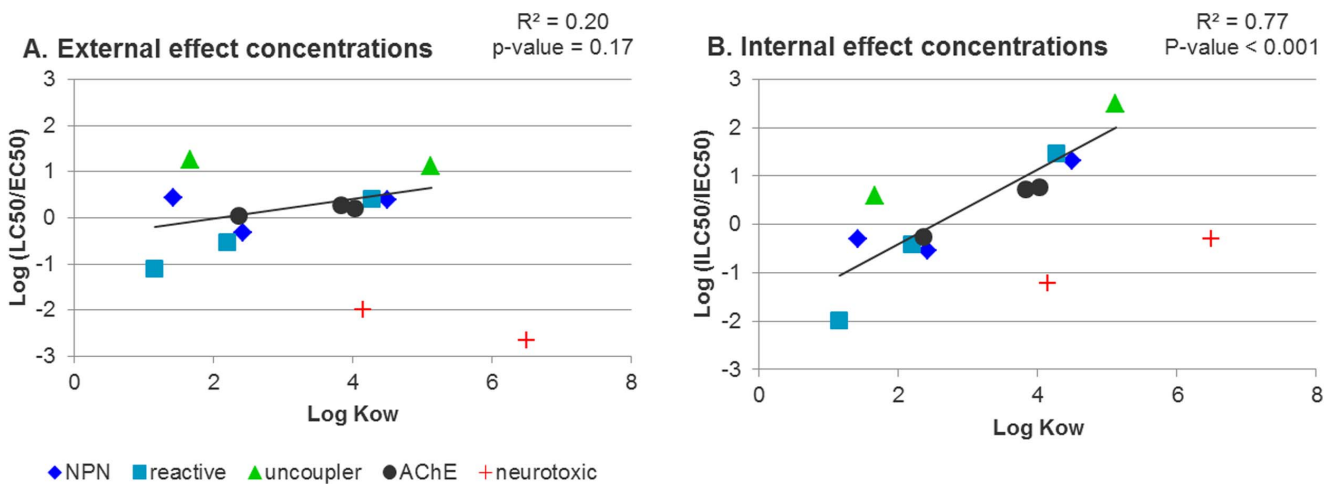 A. External effect concentrations
R² = 0.20
p-value = 0.17
Log (LC50/EC50)
3
2
1
0
-1
-2
-3
0 2 4 6 8
Log Kow
B. Internal effect concentrations
R² = 0.77
P-value < 0.001
Log (ILC50/IEC50)
3
2
1
0
-1
-2
-3
0 2 4 6 8
Log Kow
NPN reactive uncoupler AChE neurotoxic